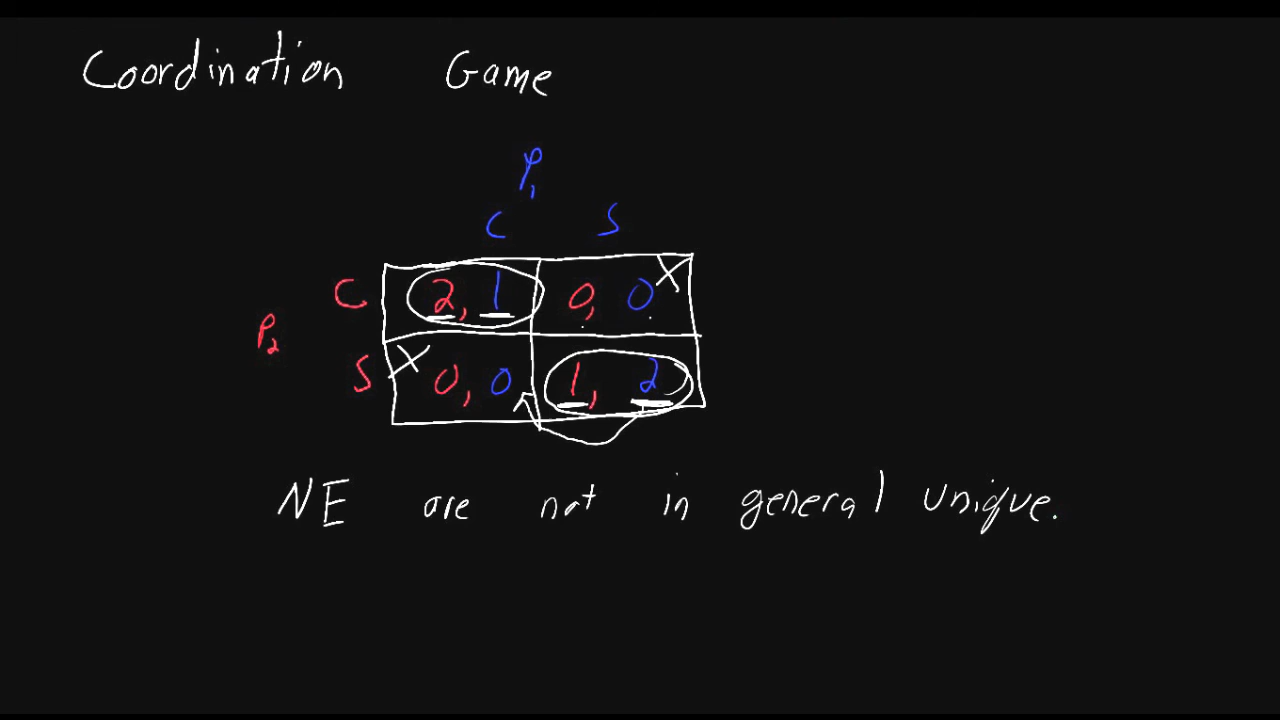 Coordination Game
P1
C S
C 2, 1 0, 0 X
P2
S X 0, 0 1, 2
NE are not in general unique.